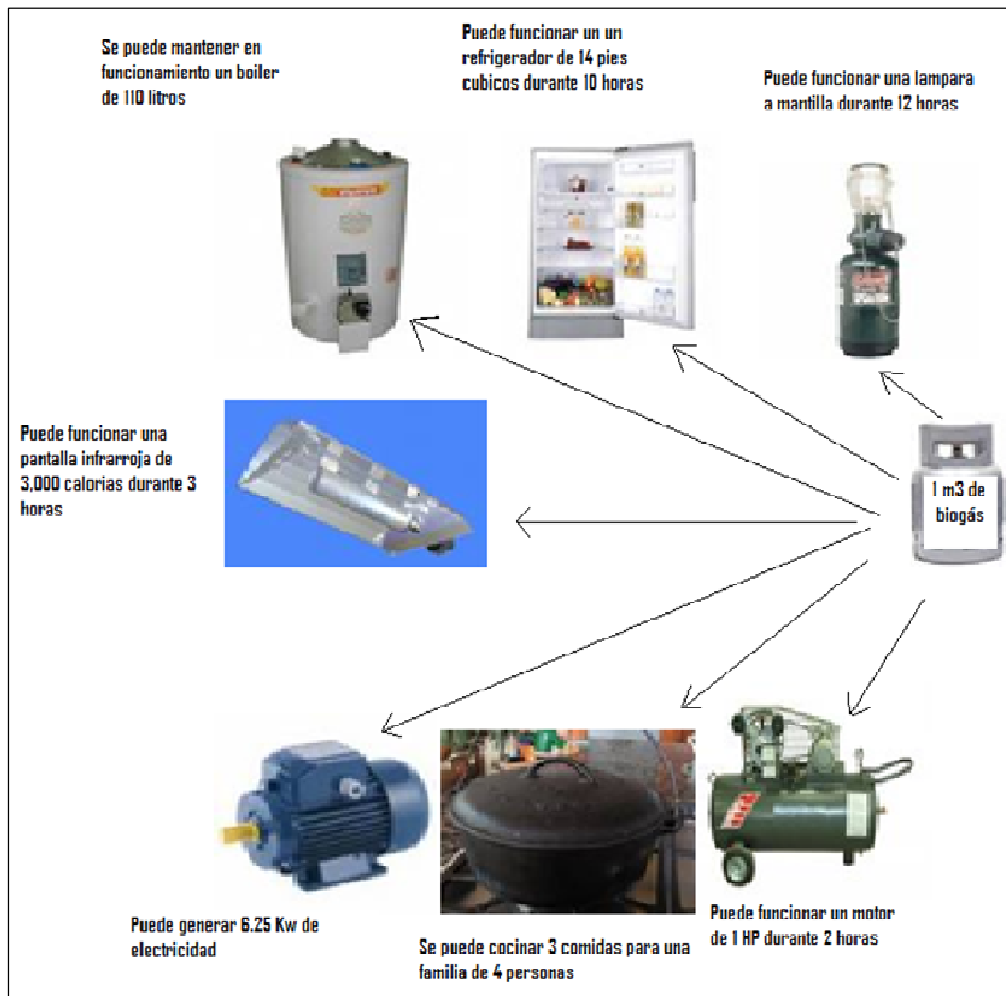 Se puede mantener en
funcionamiento un boiler
de 110 litros
Puede funcionar un un
refrigerador de 14 pies
cubicos durante 10 horas
Puede funcionar una lampara
a mantilla durante 12 horas
Puede funcionar una
pantalla infrarroja de
3,000 calorias durante 3
horas
1 m3 de
biogás
Puede generar 6.25 Kw de
electricidad
Se puede cocinar 3 comidas para una
familia de 4 personas
Puede funcionar un motor
de 1 HP durante 2 horas